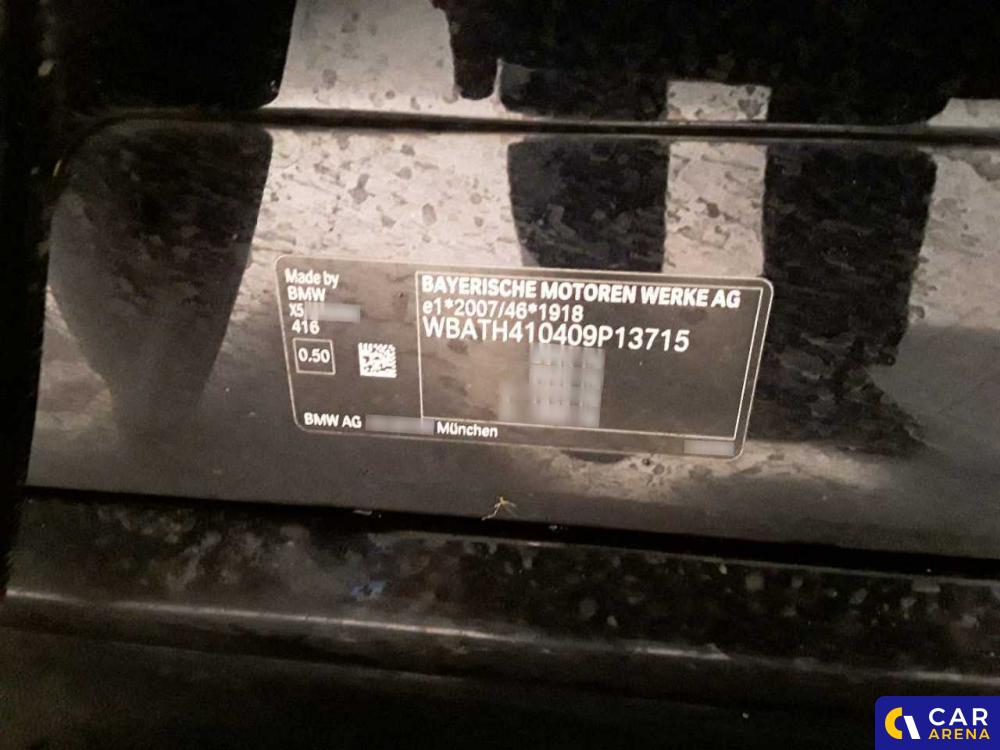 Made by
BMW
X5
416
0.50
BMW AG
München
BAYERISCHE MOTOREN WERKE AG
e1*2007/46*1918
WBATH410409P13715
CAR
ARENA